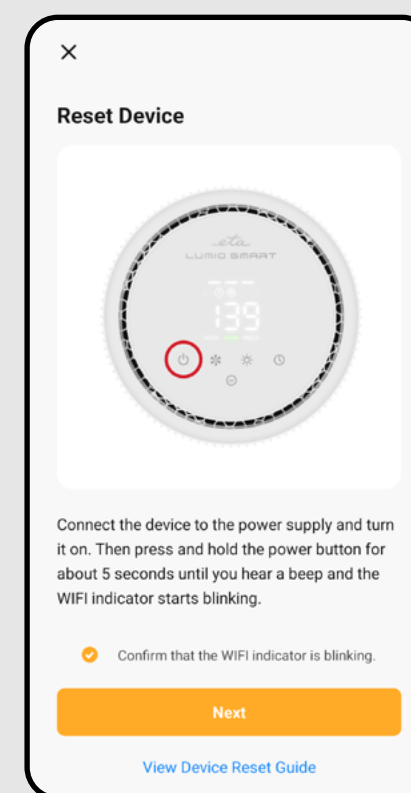 Reset Device
eta
LUMIO SMART
139
Connect the device to the power supply and turn
it on. Then press and hold the power button for
about 5 seconds until you hear a beep and the
WIFI indicator starts blinking.
Confirm that the WIFI indicator is blinking.
Next
View Device Reset Guide